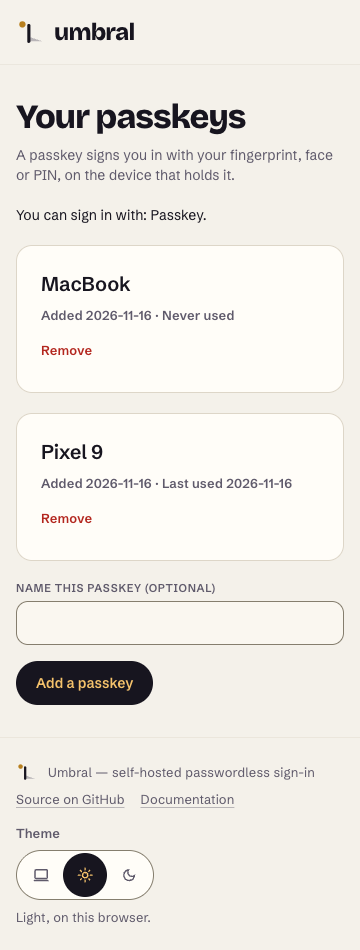 umbral
Your passkeys
A passkey signs you in with your fingerprint, face
or PIN, on the device that holds it.
You can sign in with: Passkey.
MacBook
Added 2026-11-16 · Never used
Remove
Pixel 9
Added 2026-11-16 · Last used 2026-11-16
Remove
NAME THIS PASSKEY (OPTIONAL)
Add a passkey
Umbral — self-hosted passwordless sign-in
Source on GitHub Documentation
Theme
Light, on this browser.